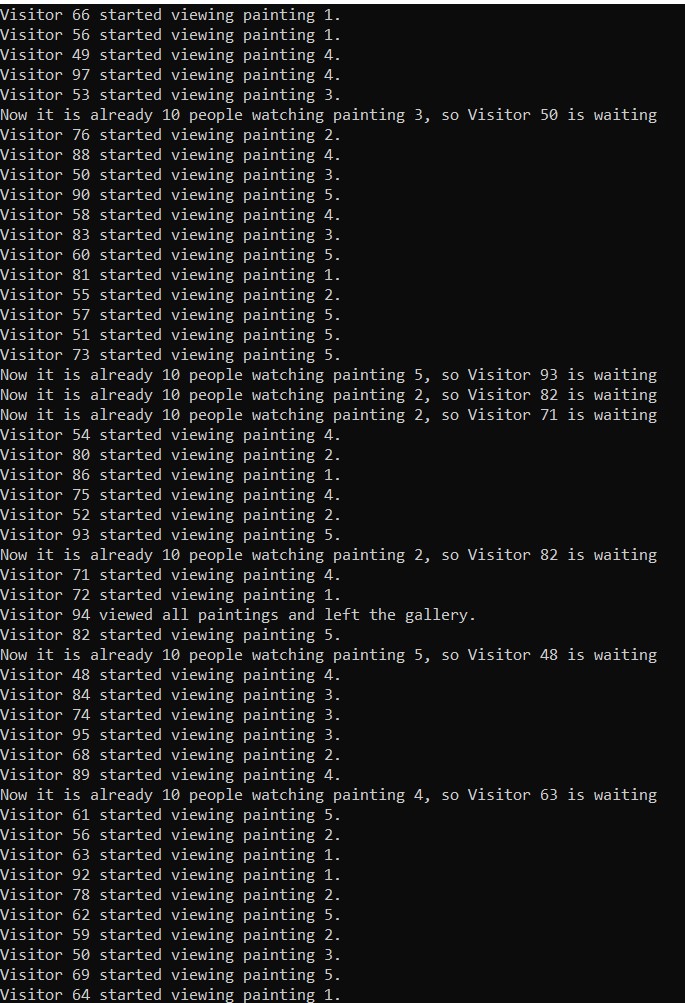 Visitor 66 started viewing painting 1.
Visitor 56 started viewing painting 1.
Visitor 49 started viewing painting 4.
Visitor 97 started viewing painting 4.
Visitor 53 started viewing painting 3.
Now it is already 10 people watching painting 3, so Visitor 50 is waiting
Visitor 76 started viewing painting 2.
Visitor 88 started viewing painting 4.
Visitor 50 started viewing painting 3.
Visitor 90 started viewing painting 5.
Visitor 58 started viewing painting 4.
Visitor 83 started viewing painting 3.
Visitor 60 started viewing painting 5.
Visitor 81 started viewing painting 1.
Visitor 55 started viewing painting 2.
Visitor 57 started viewing painting 5.
Visitor 51 started viewing painting 5.
Visitor 73 started viewing painting 5.
Now it is already 10 people watching painting 5, so Visitor 93 is waiting
Now it is already 10 people watching painting 2, so Visitor 82 is waiting
Now it is already 10 people watching painting 2, so Visitor 71 is waiting
Visitor 54 started viewing painting 4.
Visitor 80 started viewing painting 2.
Visitor 86 started viewing painting 1.
Visitor 75 started viewing painting 4.
Visitor 52 started viewing painting 2.
Visitor 93 started viewing painting 5.
Now it is already 10 people watching painting 2, so Visitor 82 is waiting
Visitor 71 started viewing painting 4.
Visitor 72 started viewing painting 1.
Visitor 94 viewed all paintings and left the gallery.
Visitor 82 started viewing painting 5.
Now it is already 10 people watching painting 5, so Visitor 48 is waiting
Visitor 48 started viewing painting 4.
Visitor 84 started viewing painting 3.
Visitor 74 started viewing painting 3.
Visitor 95 started viewing painting 3.
Visitor 68 started viewing painting 2.
Visitor 89 started viewing painting 4.
Now it is already 10 people watching painting 4, so Visitor 63 is waiting
Visitor 61 started viewing painting 5.
Visitor 56 started viewing painting 2.
Visitor 63 started viewing painting 1.
Visitor 92 started viewing painting 1.
Visitor 78 started viewing painting 2.
Visitor 62 started viewing painting 5.
Visitor 59 started viewing painting 2.
Visitor 50 started viewing painting 3.
Visitor 69 started viewing painting 5.
Visitor 64 started viewing painting 1.